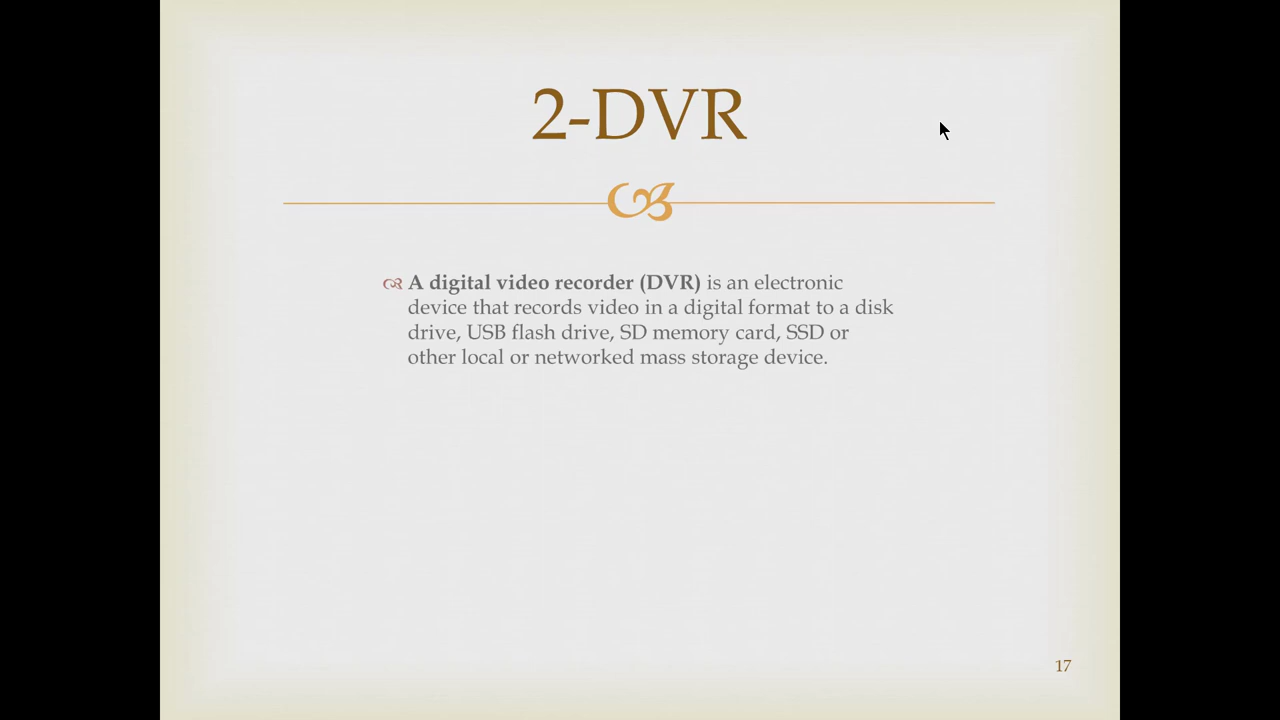 2-DVR
A digital video recorder (DVR) is an electronic
device that records video in a digital format to a disk
drive, USB flash drive, SD memory card, SSD or
other local or networked mass storage device.
17